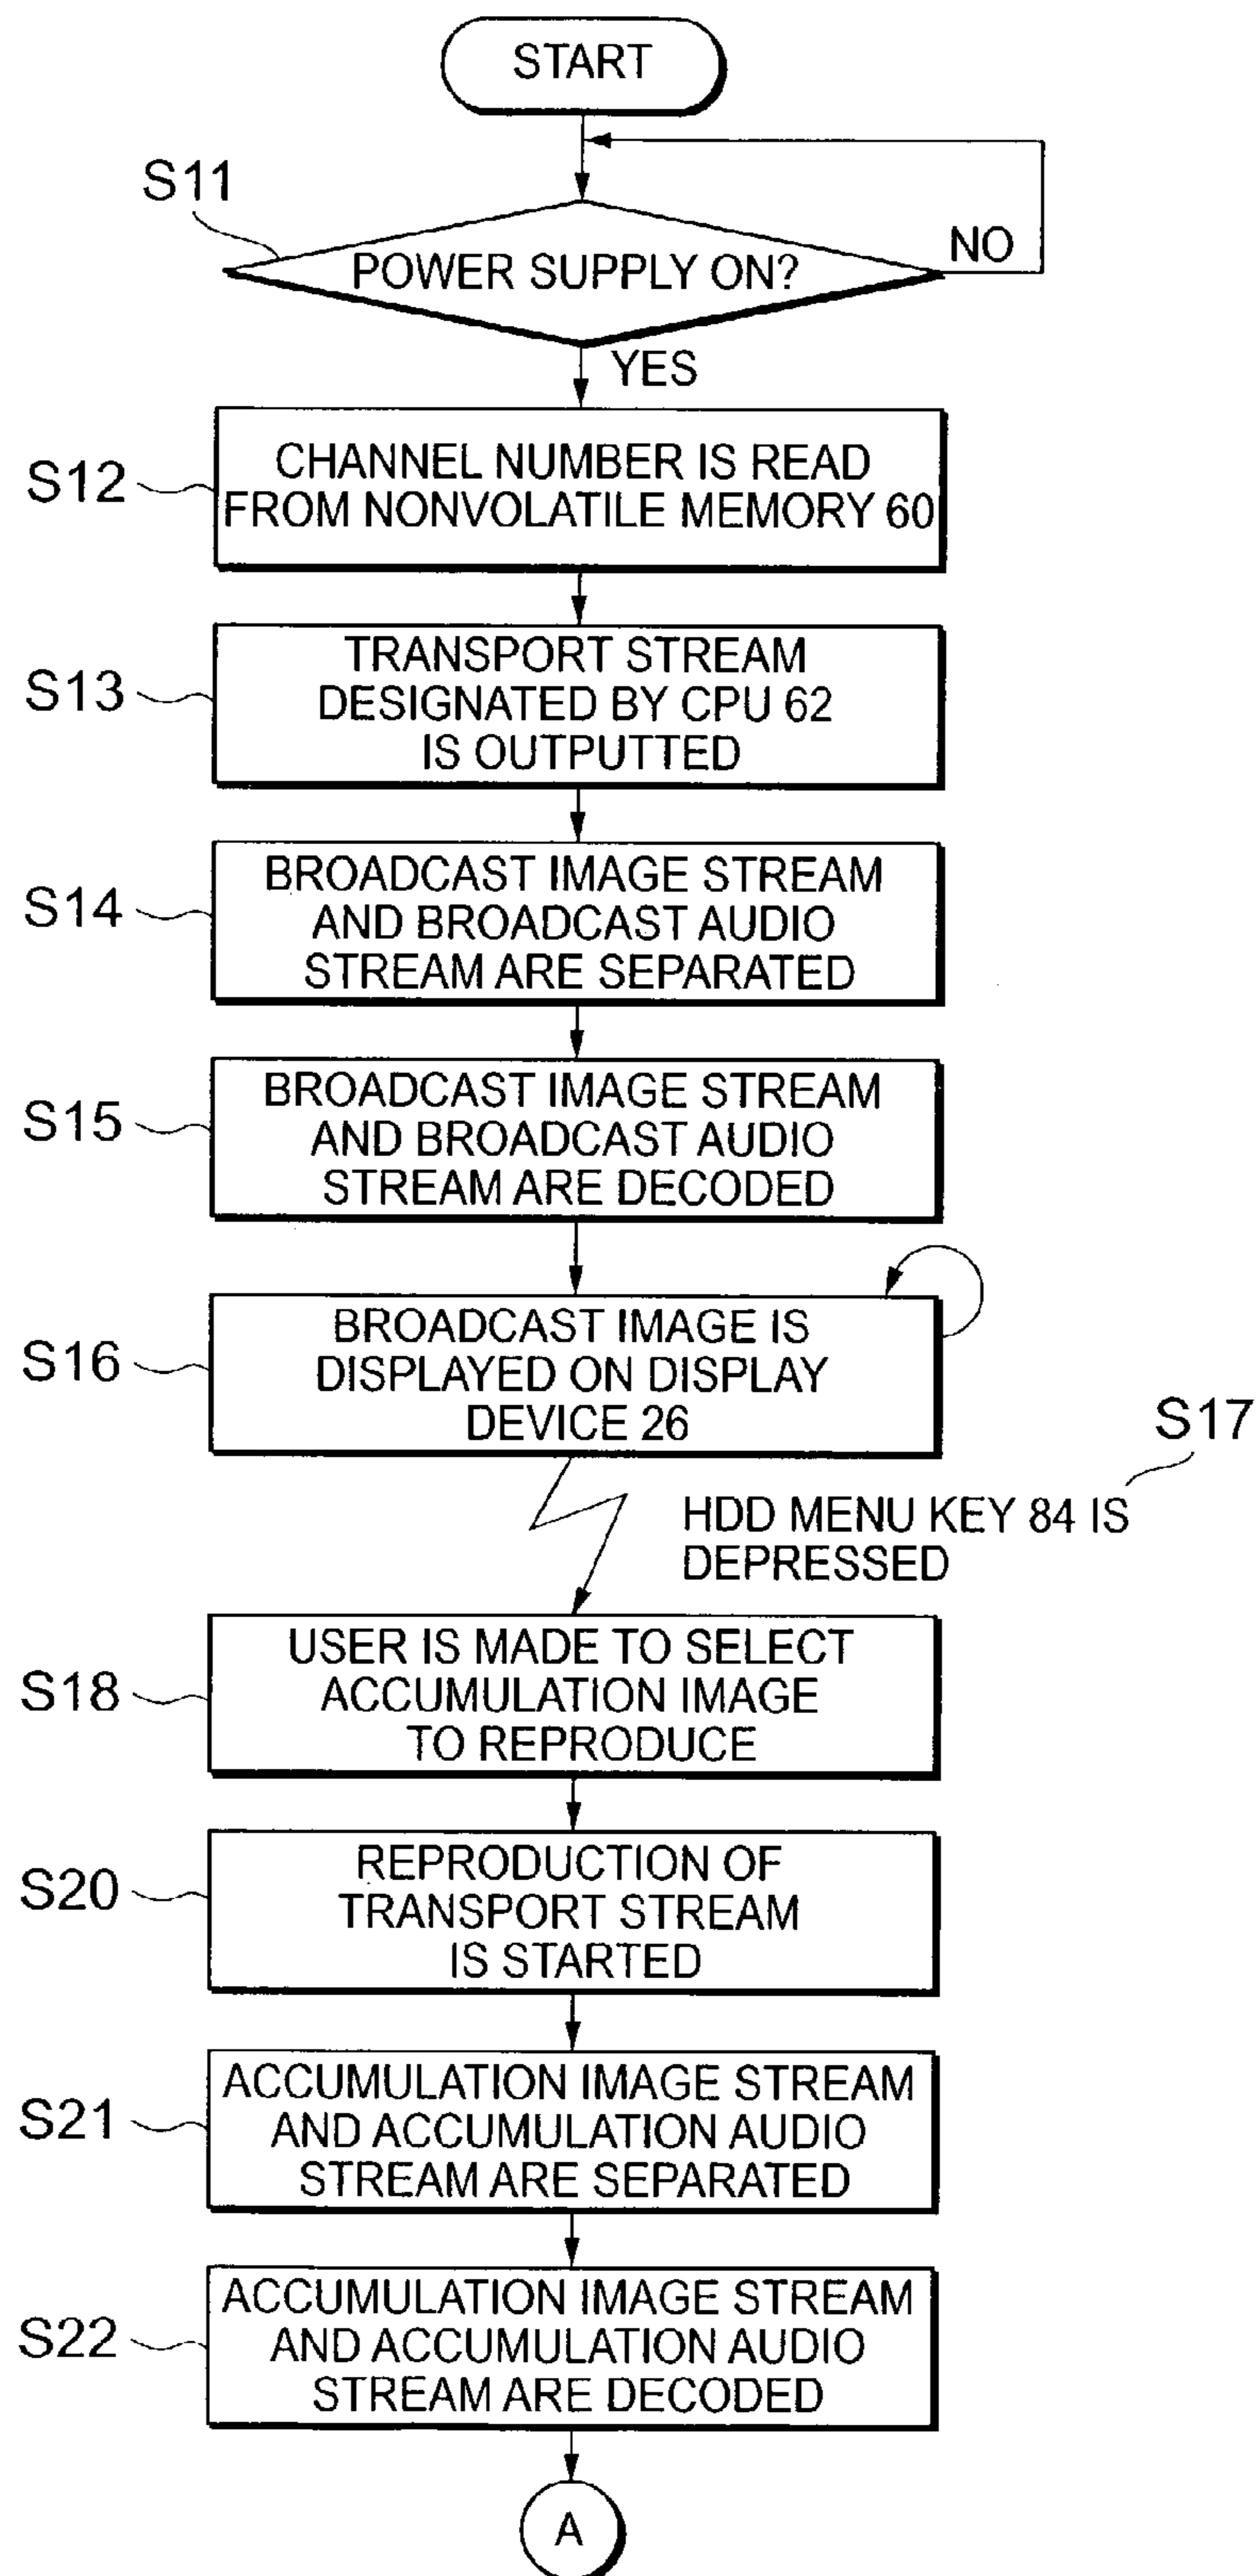 START
S11
POWER SUPPLY ON?
NO
YES
S12
CHANNEL NUMBER IS READ
FROM NONVOLATILE MEMORY 60
S13
TRANSPORT STREAM
DESIGNATED BY CPU 62
IS OUTPUTTED
S14
BROADCAST IMAGE STREAM
AND BROADCAST AUDIO
STREAM ARE SEPARATED
S15
BROADCAST IMAGE STREAM
AND BROADCAST AUDIO
STREAM ARE DECODED
S16
BROADCAST IMAGE IS
DISPLAYED ON DISPLAY
DEVICE 26
S17
HDD MENU KEY 84 IS
DEPRESSED
S18
USER IS MADE TO SELECT
ACCUMULATION IMAGE
TO REPRODUCE
S20
REPRODUCTION OF
TRANSPORT STREAM
IS STARTED
S21
ACCUMULATION IMAGE STREAM
AND ACCUMULATION AUDIO
STREAM ARE SEPARATED
S22
ACCUMULATION IMAGE STREAM
AND ACCUMULATION AUDIO
STREAM ARE DECODED
A